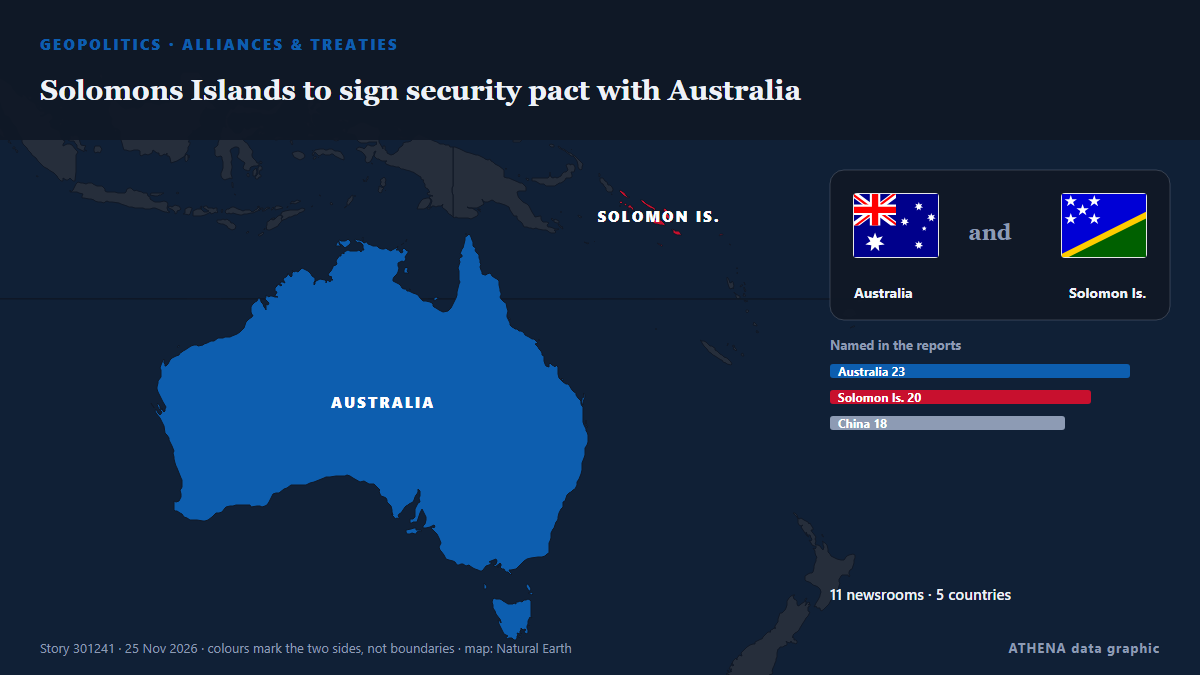 GEOPOLITICS · ALLIANCES & TREATIES
Solomons Islands to sign security pact with Australia
SOLOMON IS.
and
Australia
Solomon Is.
Named in the reports
Australia 23
Solomon Is. 20
China 18
AUSTRALIA
11 newsrooms · 5 countries
Story 301241 · 25 Nov 2026 · colours mark the two sides, not boundaries · map: Natural Earth
ATHENA data graphic